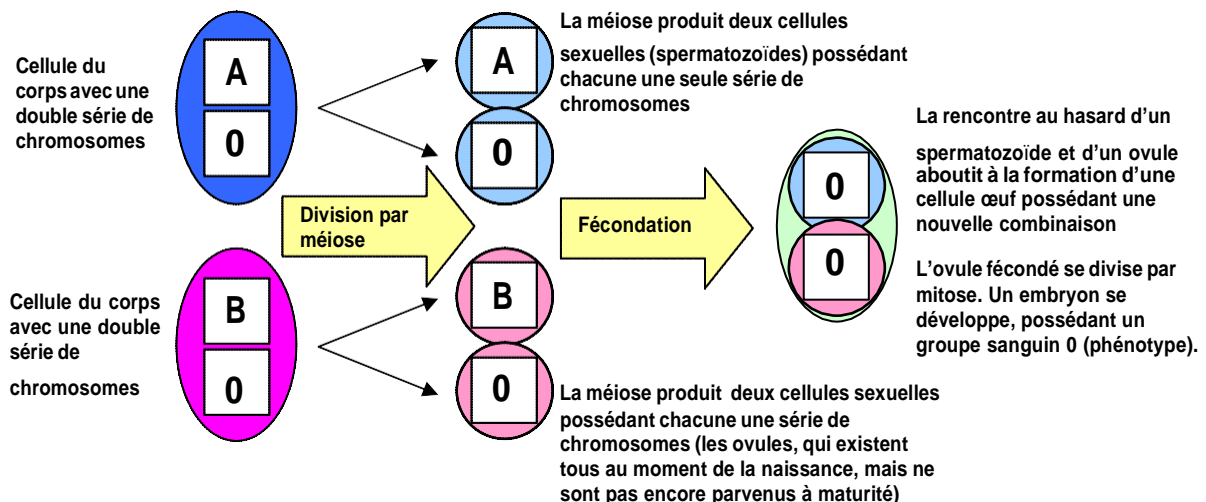 Cellule du
corps avec une
double série de
chromosomes
A
0
La méiose produit deux cellules
sexuelles (spermatozoïdes) possédant
chacune une seule série de
chromosomes
A
0
Division par
méiose
Fécondation
Cellule du corps
avec une double
série de
chromosomes
B
0
B
0
La méiose produit deux cellules sexuelles
possédant chacune une série de
chromosomes (les ovules, qui existent
tous au moment de la naissance, mais ne
sont pas encore parvenus à maturité)
0
0
La rencontre au hasard d'un
spermatozoïde et d'un ovule
aboutit à la formation d'une
cellule œuf possédant une
nouvelle combinaison
L'ovule fécondé se divise par
mitose. Un embryon se
développe, possédant un
groupe sanguin 0 (phénotype).